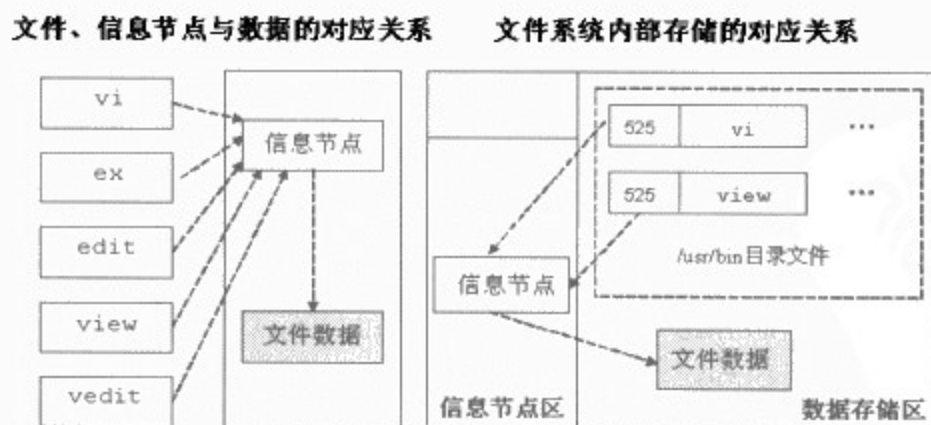 文件、信息节点与数据的对应关系
文件系统内部存储的对应关系
vi
ex
edit
view
vedit
信息节点
文件数据
525 vi ...
525 view ...
/usr/bin目录文件
信息节点
文件数据
信息节点区
数据存储区